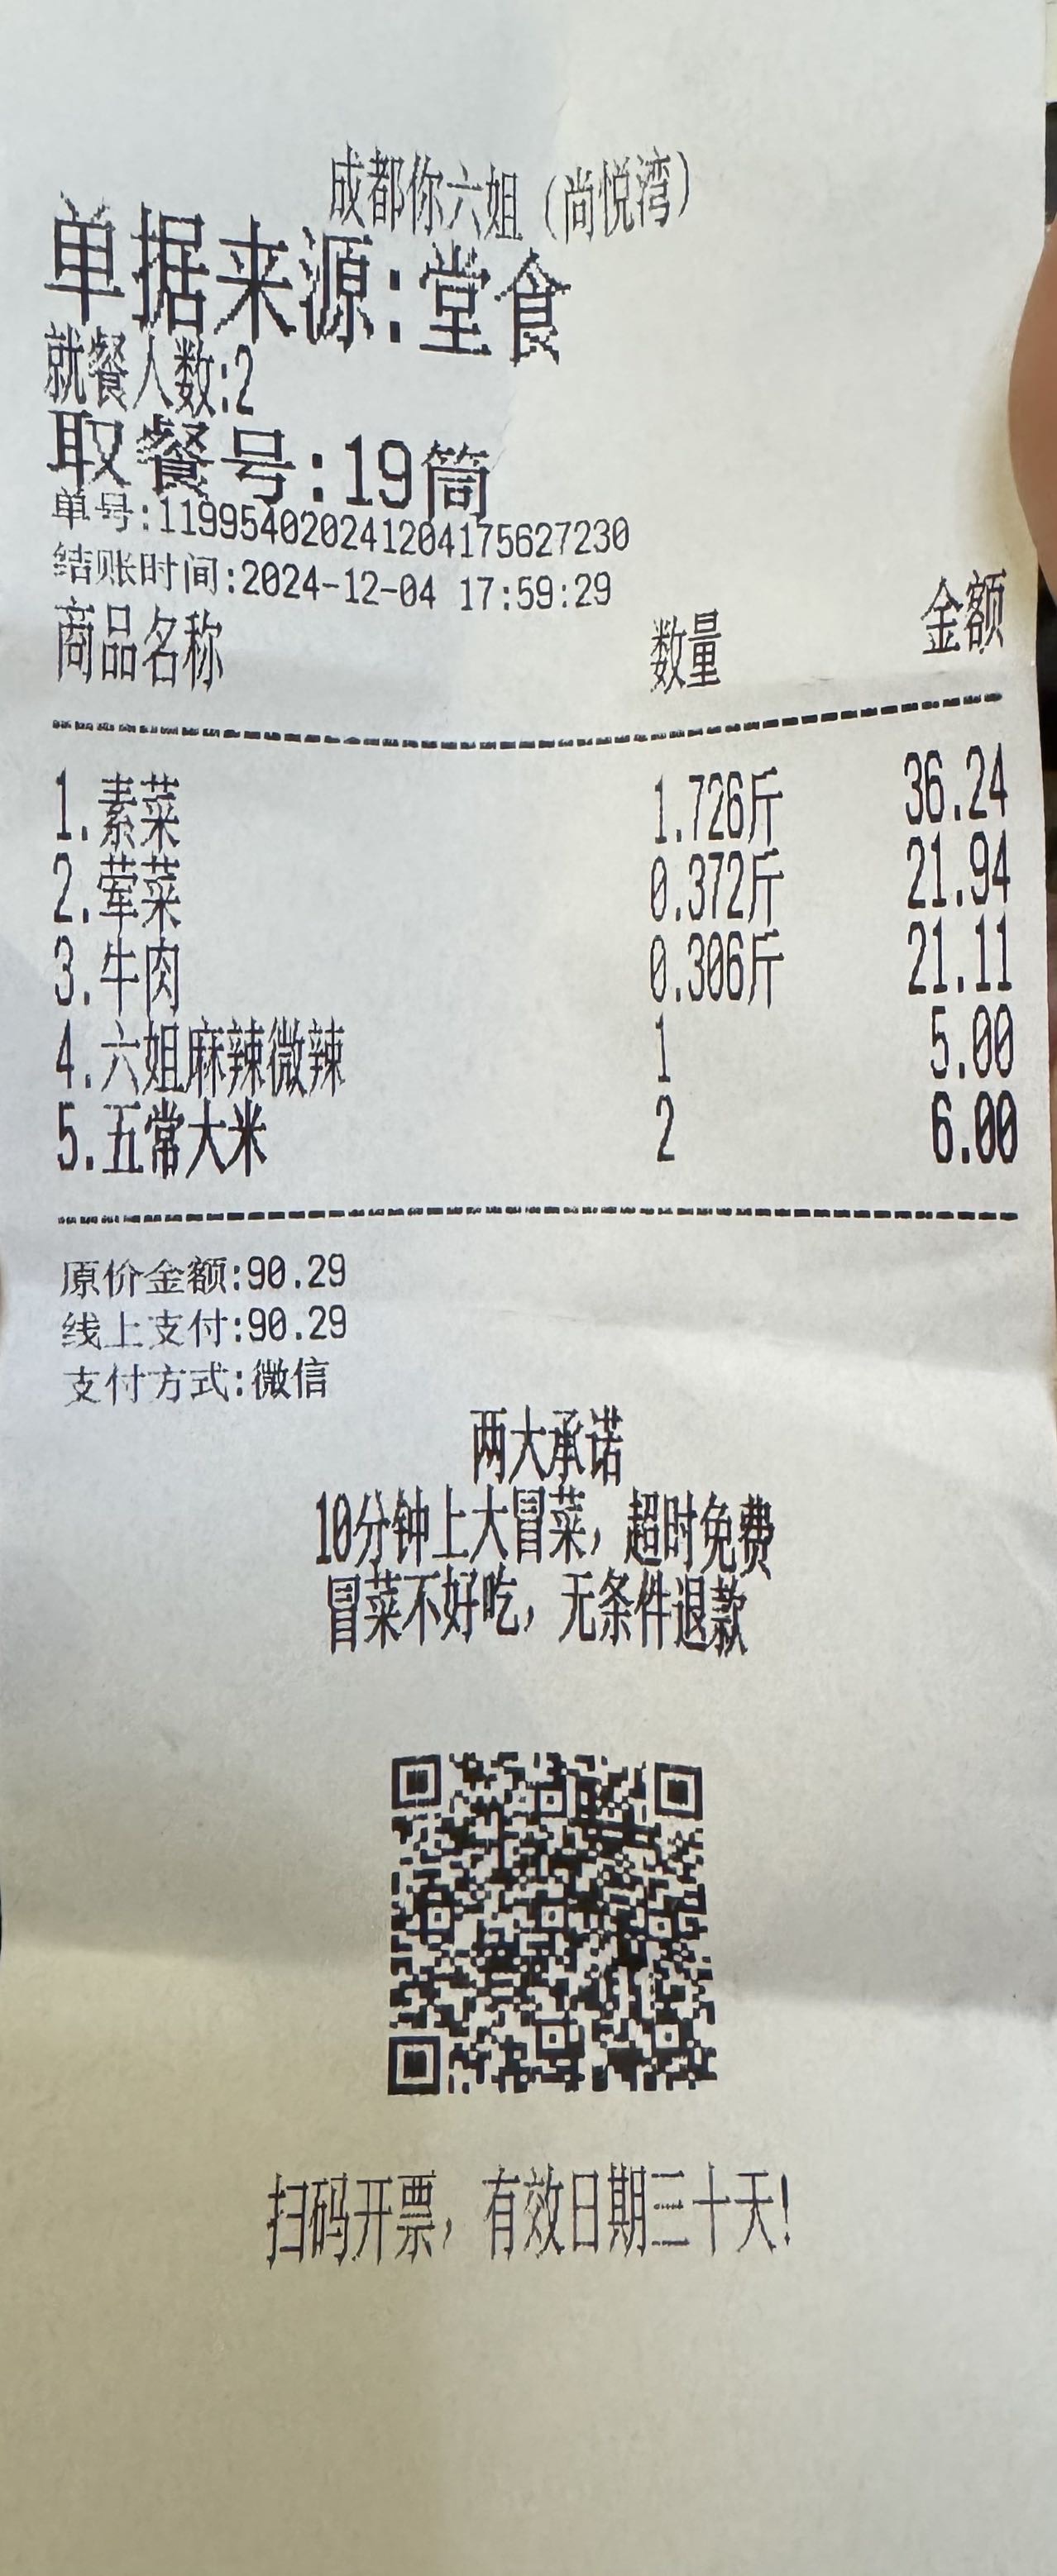 成都你六姐（尚悦湾）
单据来源:堂食
就餐人数:2
取餐号:19筒
单号:11995402024120417562​7230
结账时间:2024-12-04 17:59:29
商品名称 数量 金额
1.素菜 1.726斤 36.24
2.荤菜 0.372斤 21.94
3.牛肉 0.306斤 21.11
4.六姐麻辣微辣 1 5.00
5.五常大米 2 6.00
原价金额:90.29
线上支付:90.29
支付方式:微信
两大承诺
10分钟上大冒菜，超时免费
冒菜不好吃，无条件退款
扫码开票，有效日期三十天!